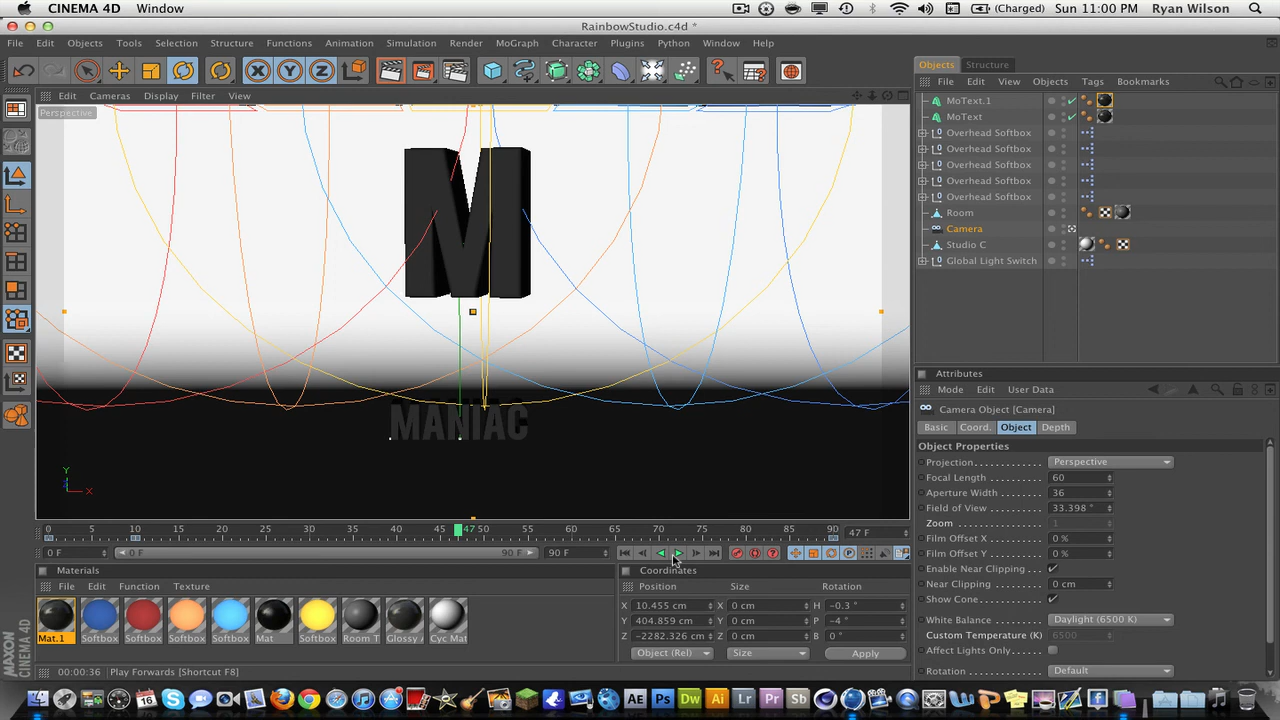 CINEMA 4D Window (Charged) Sun 11:00 PM Ryan Wilson
RainbowStudio.c4d *
File Edit Objects Tools Selection Structure Functions Animation Simulation Render MoGraph Character Plugins Python Window Help
Objects Structure
File Edit View Objects Tags Bookmarks
Edit Cameras Display Filter View
Perspective
MoText.1
MoText
Overhead Softbox
Overhead Softbox
Overhead Softbox
Overhead Softbox
Overhead Softbox
Room
Camera
Studio C
Global Light Switch
M
MANIAC
Y
X
Attributes
Mode Edit User Data
Camera Object [Camera]
Basic Coord. Object Depth
Object Properties
Projection Perspective
Focal Length 60
Aperture Width 36
Field of View 33.398 °
Zoom 1
Film Offset X 0 %
Film Offset Y 0 %
Enable Near Clipping
Near Clipping 0 cm
Show Cone
White Balance Daylight (6500 K)
Custom Temperature (K) 6500
Affect Lights Only
Rotation Default
0 5 10 15 20 25 30 35 40 45 47 50 55 60 65 70 75 80 85 90 47 F
0 F 0 F 90 F 90 F
Materials
File Edit Function Texture
Mat.1 Softbox Softbox Softbox Softbox Mat Softbox Room T Glossy Cyc Mat
Coordinates
Position Size Rotation
X 10.455 cm X 0 cm H -0.3 °
Y 404.859 cm Y 0 cm P -4 °
Z -2282.326 cm Z 0 cm B 0 °
Object (Rel) Size Apply
MAXON CINEMA 4D
00:00:36 Play Forwards [Shortcut F8]
AE Ps Dw Ai Lr Pr Sb